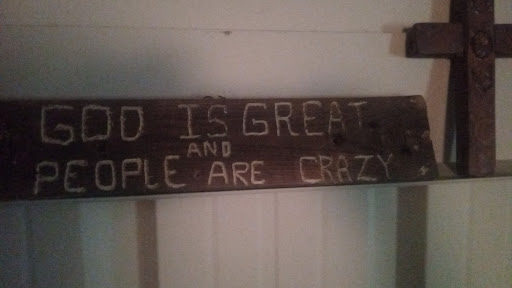 GOD IS GREAT
AND
PEOPLE ARE CRAZY